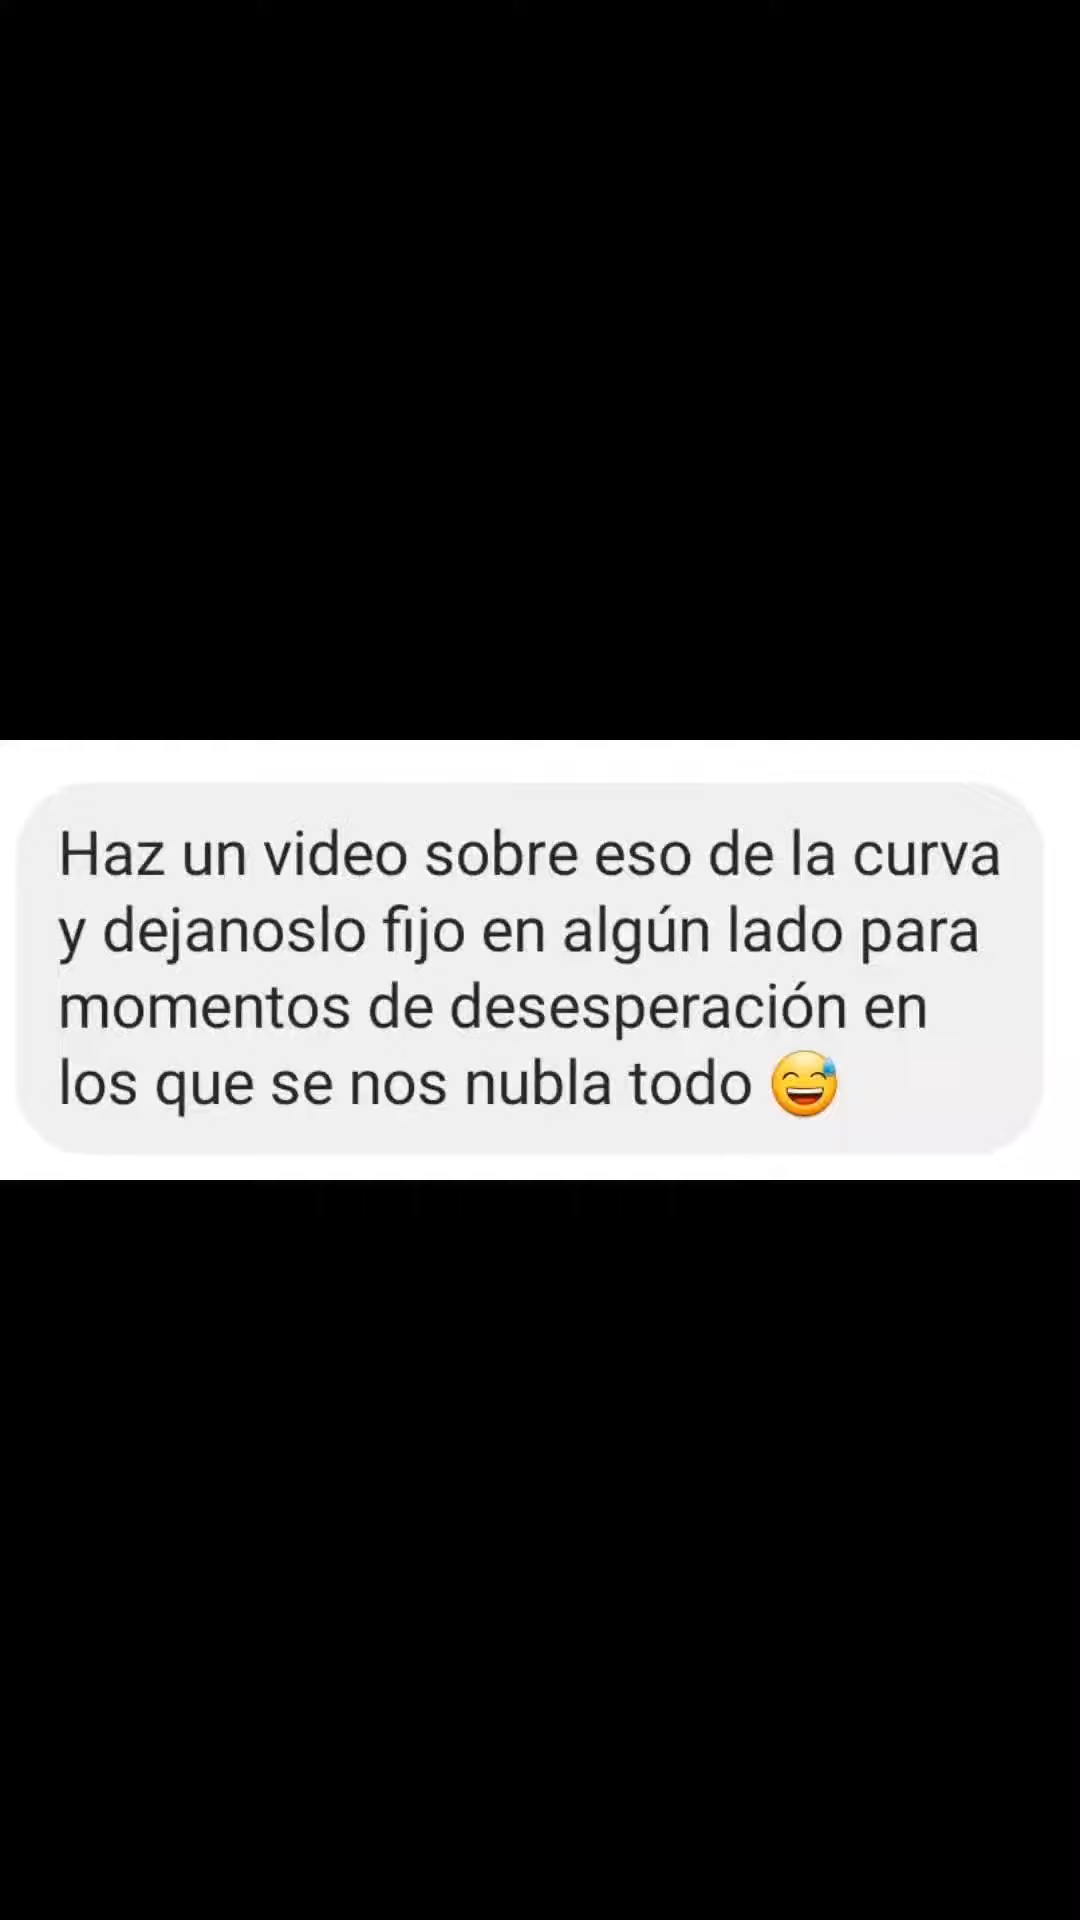 Haz un video sobre eso de la curva
y dejanoslo fijo en algún lado para
momentos de desesperación en
los que se nos nubla todo 😅